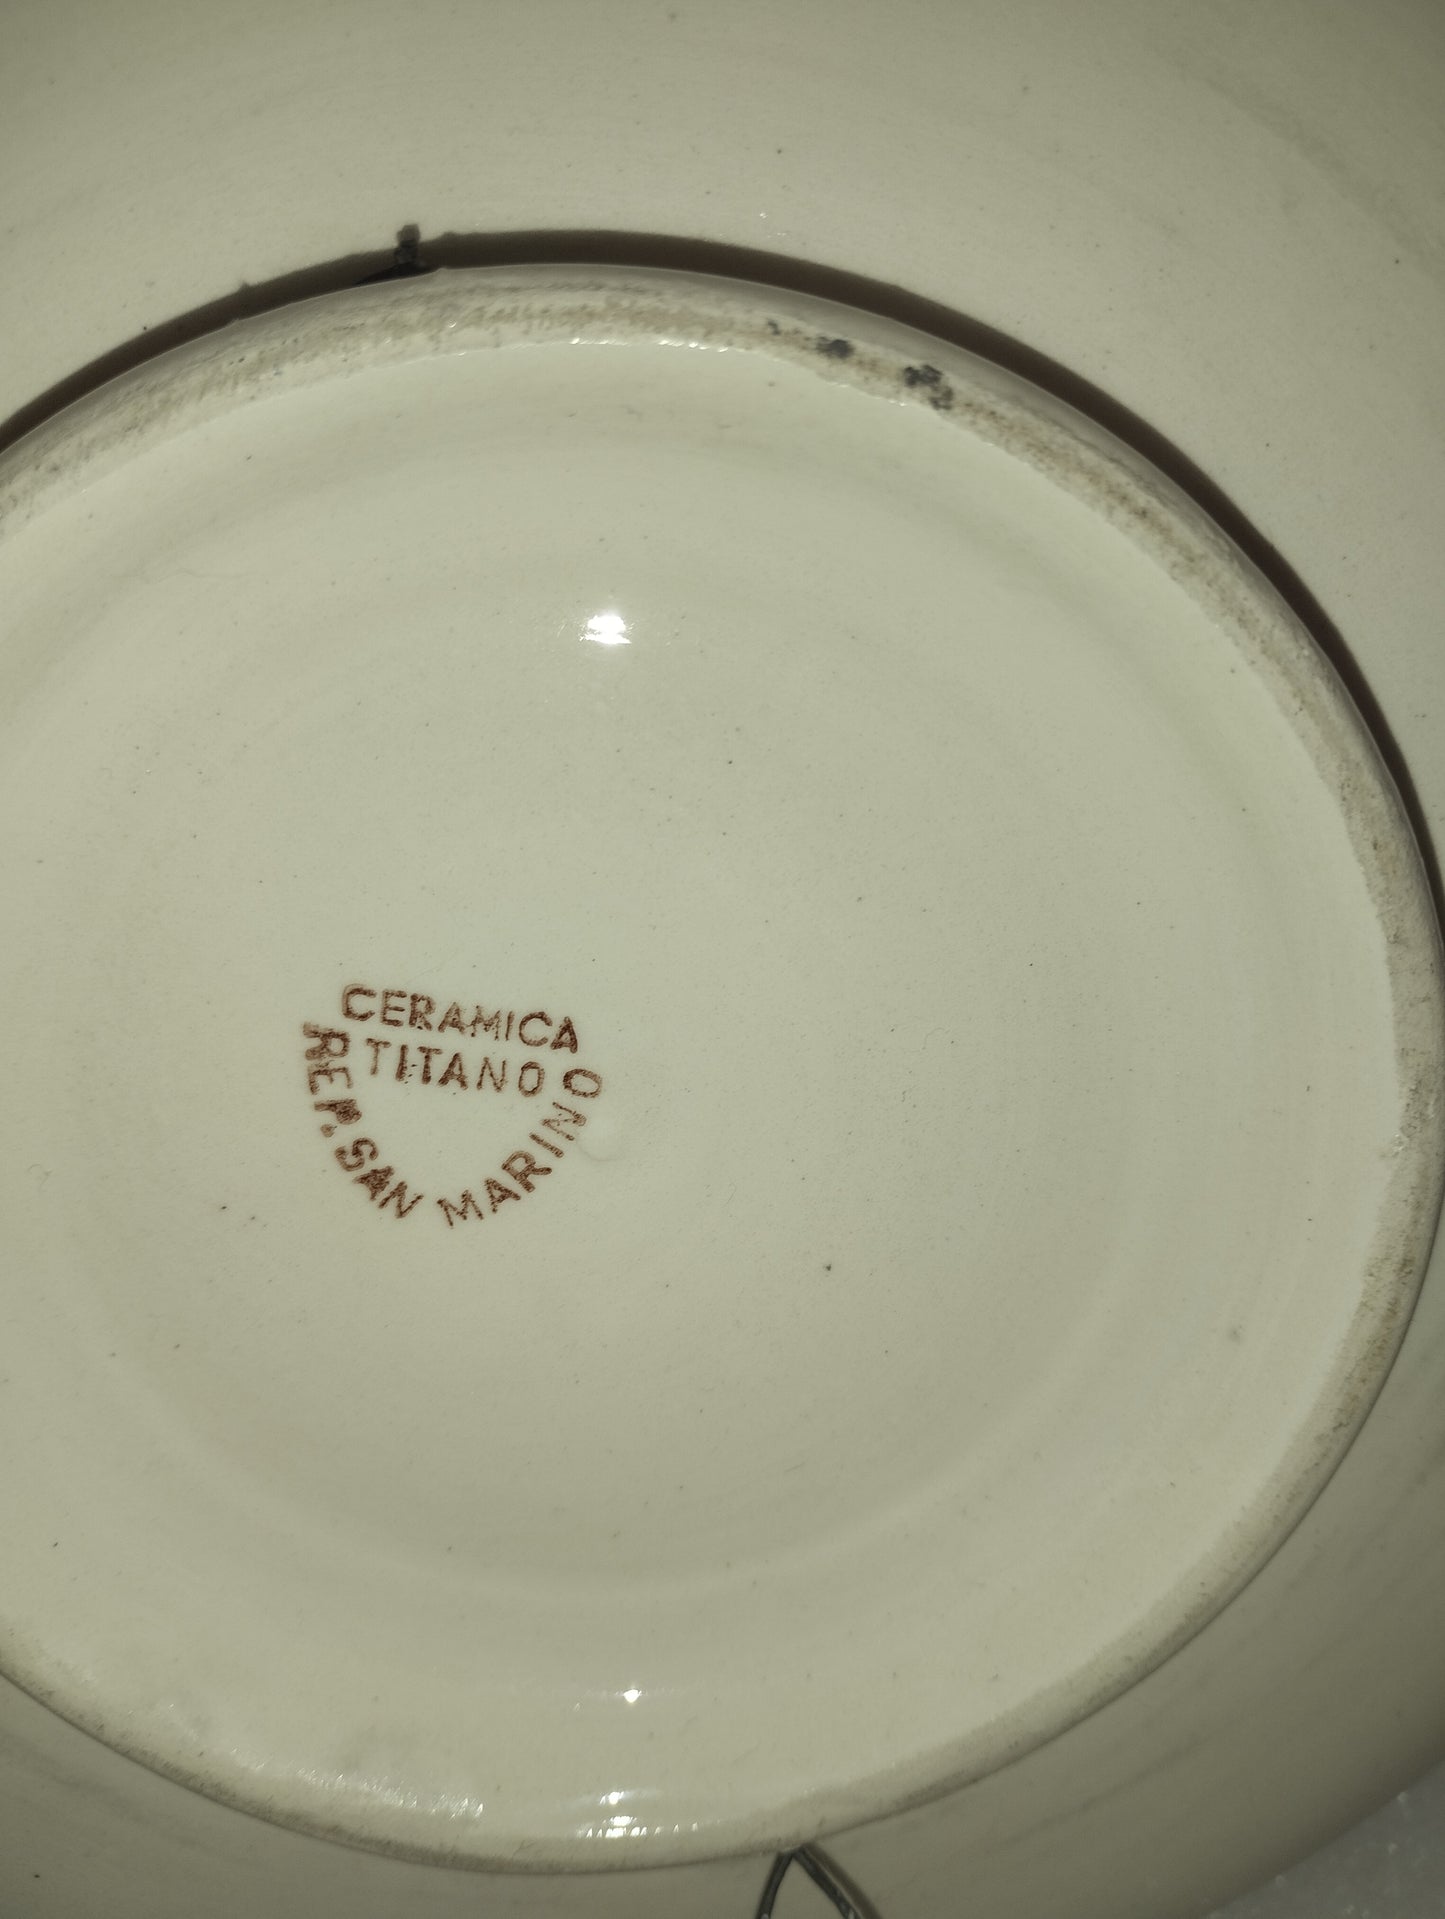 CERAMICA
TITANO
REP. SAN MARINO